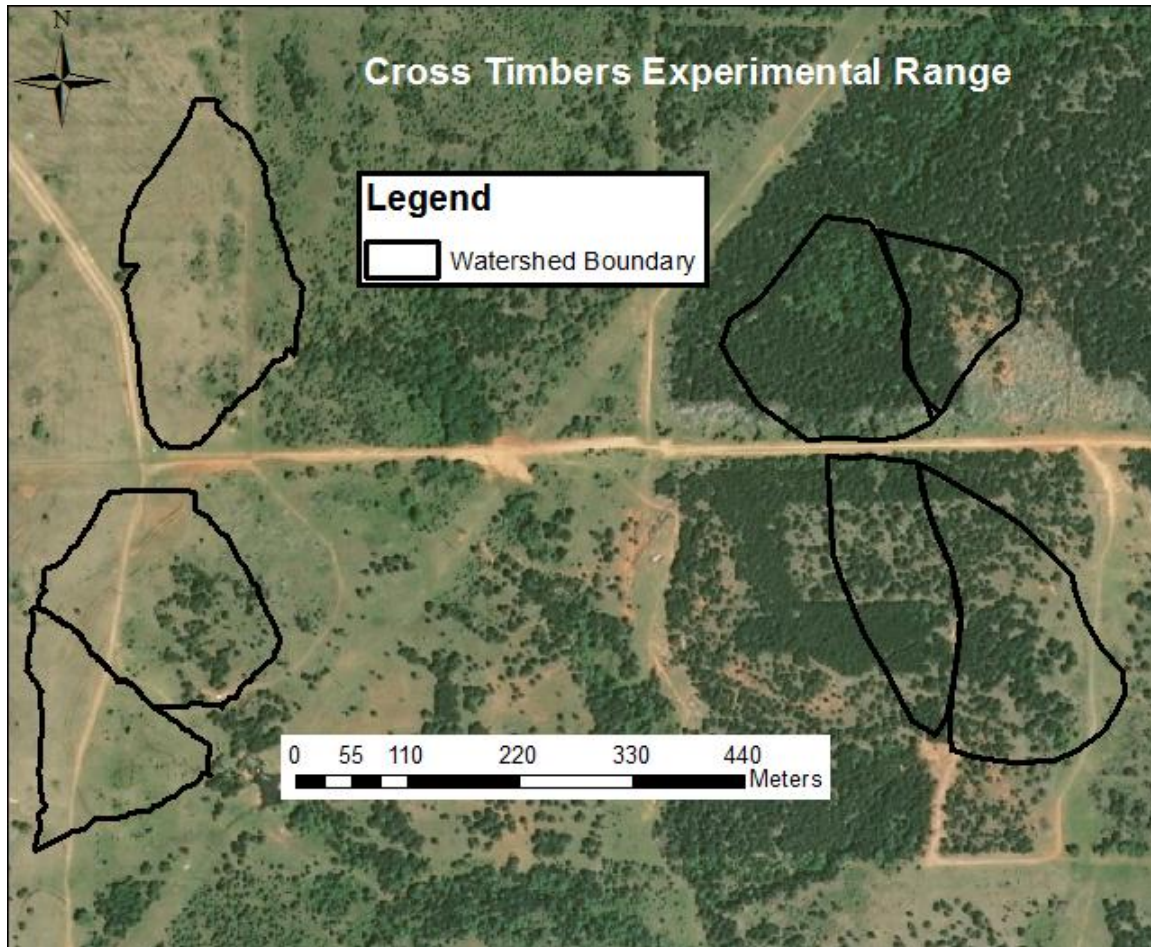 N
Cross Timbers Experimental Range
Legend
Watershed Boundary
0 55 110 220 330 440
Meters